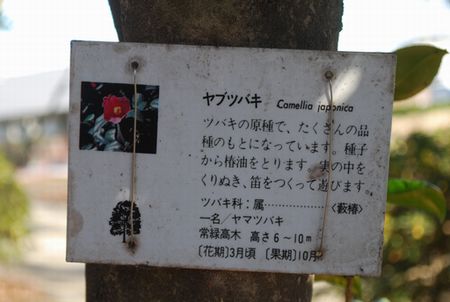 ヤブツバキ Camellia japonica
ツバキの原種で、たくさんの品
種のもとになっています。種子
から椿油をとります。実の中を
くりぬき、笛をつくって遊びます。
ツバキ科：属……………〈藪椿〉
一名／ヤマツバキ
常緑高木 高さ6～10m
〔花期〕3月頃 〔果期〕10月